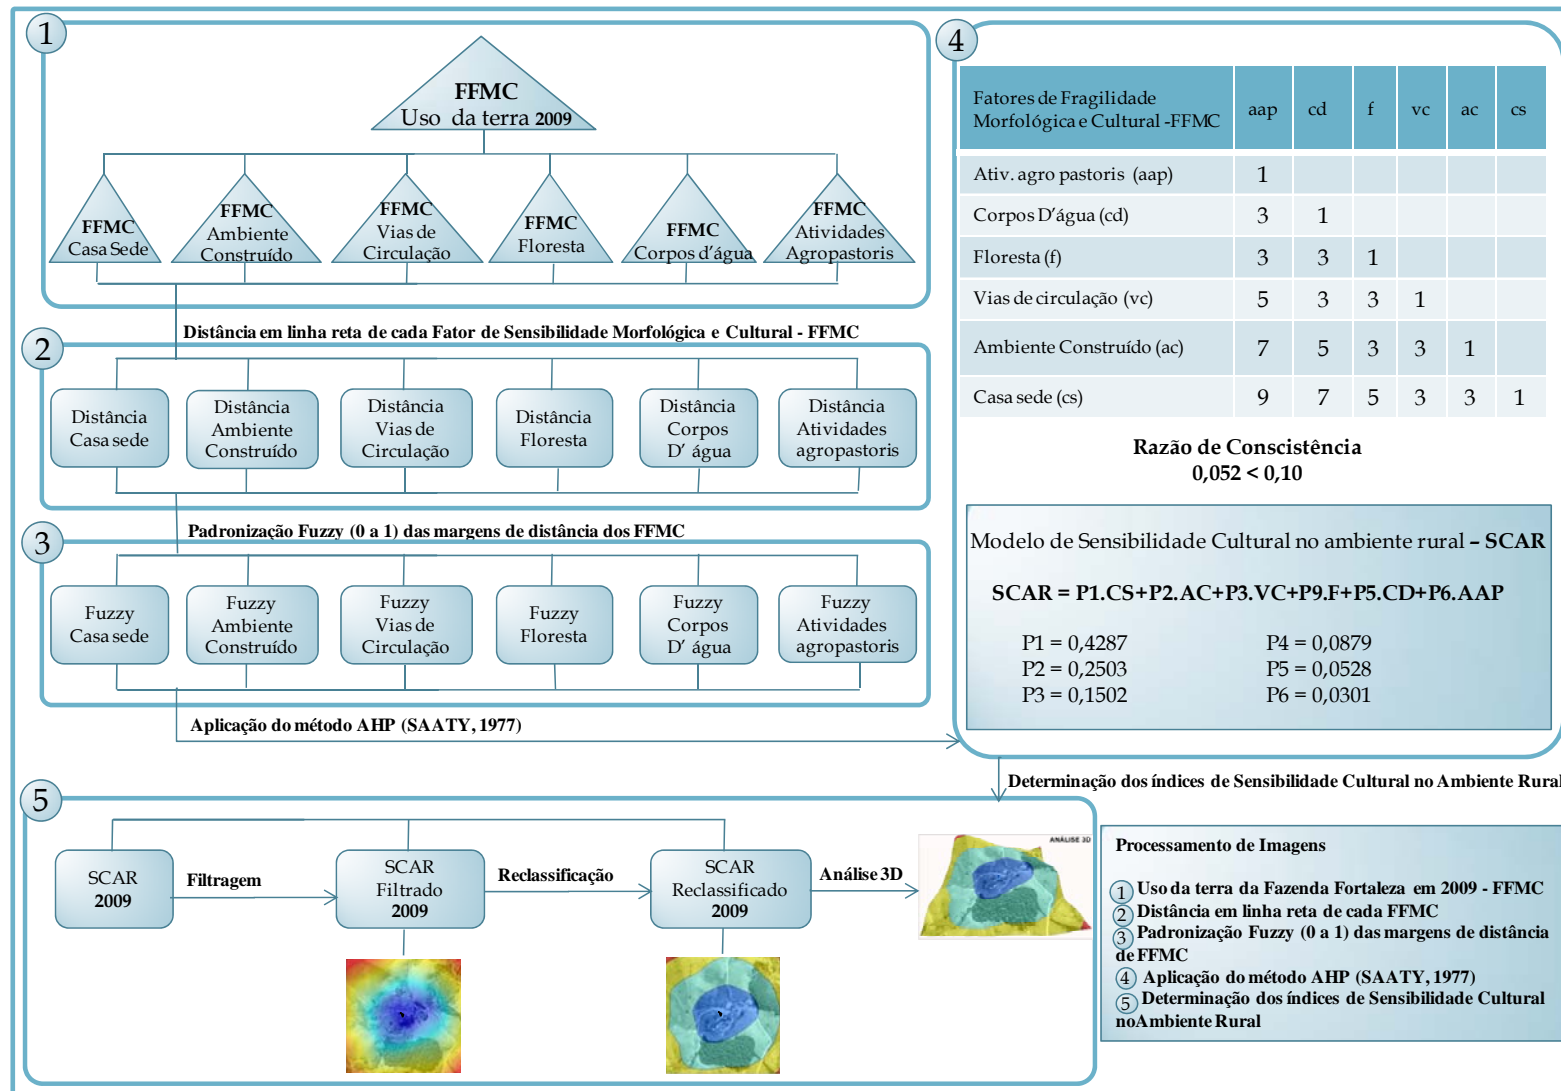 1
FFMC
Uso da terra 2009
FFMC
Casa Sede
FFMC
Ambiente
Construído
FFMC
Vias de
Circulação
FFMC
Floresta
FFMC
Corpos d'água
FFMC
Atividades
Agropastoris
Distância em linha reta de cada Fator de Sensibilidade Morfológica e Cultural - FFMC
2
Distância
Casa sede
Distância
Ambiente
Construído
Distância
Vias de
Circulação
Distância
Floresta
Distância
Corpos
D' água
Distância
Atividades
agropastoris
Padronização Fuzzy (0 a 1) das margens de distância dos FFMC
3
Fuzzy
Casa sede
Fuzzy
Ambiente
Construído
Fuzzy
Vias de
Circulação
Fuzzy
Floresta
Fuzzy
Corpos
D' água
Fuzzy
Atividades
agropastoris
Aplicação do método AHP (SAATY, 1977)
4
Fatores de Fragilidade
Morfológica e Cultural -FFMC aap cd f vc ac cs
Ativ. agro pastoris (aap) 1
Corpos D'água (cd) 3 1
Floresta (f) 3 3 1
Vias de circulação (vc) 5 3 3 1
Ambiente Construído (ac) 7 5 3 3 1
Casa sede (cs) 9 7 5 3 3 1
Razão de Conscistência
0,052 < 0,10
Modelo de Sensibilidade Cultural no ambiente rural – SCAR
SCAR = P1.CS+P2.AC+P3.VC+P9.F+P5.CD+P6.AAP
P1 = 0,4287 P4 = 0,0879
P2 = 0,2503 P5 = 0,0528
P3 = 0,1502 P6 = 0,0301
Determinação dos índices de Sensibilidade Cultural no Ambiente Rural
5
SCAR
2009
Filtragem
SCAR
Filtrado
2009
Reclassificação
SCAR
Reclassificado
2009
Análise 3D
ANÁLISE 3D
Processamento de Imagens
1 Uso da terra da Fazenda Fortaleza em 2009 - FFMC
2 Distância em linha reta de cada FFMC
3 Padronização Fuzzy (0 a 1) das margens de distância
de FFMC
4 Aplicação do método AHP (SAATY, 1977)
5 Determinação dos índices de Sensibilidade Cultural
no Ambiente Rural